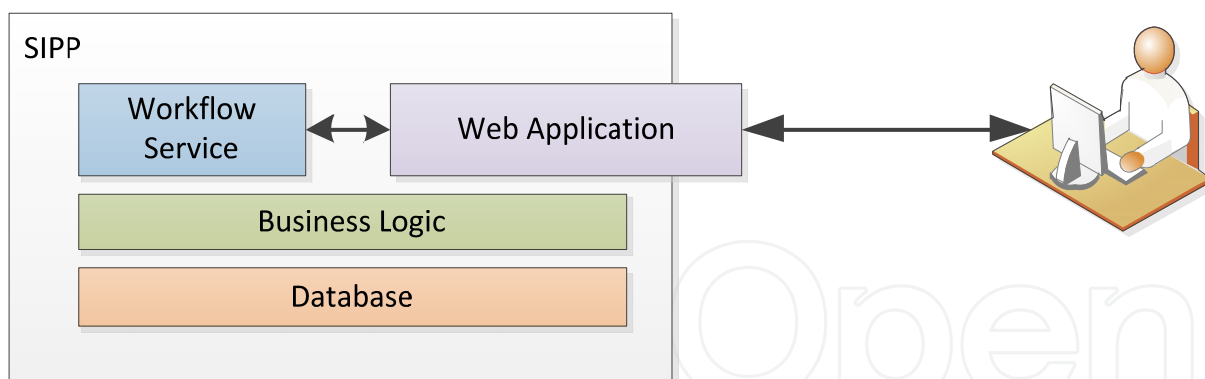 SIPP
Workflow
Service
Web Application
Business Logic
Database
Open